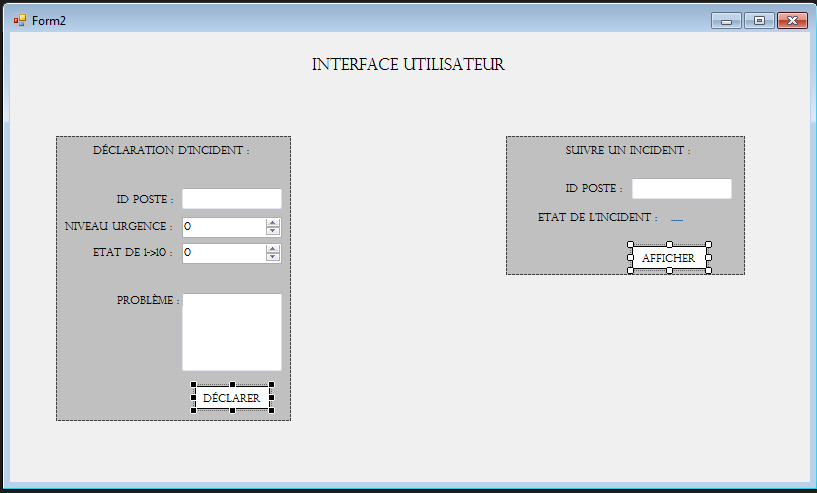 Form2
INTERFACE UTILISATEUR
DÉCLARATION D'INCIDENT :
ID POSTE :
NIVEAU URGENCE : 0
ETAT DE 1->10 : 0
PROBLÈME :
DÉCLARER
SUIVRE UN INCIDENT :
ID POSTE :
ETAT DE L'INCIDENT : __
AFFICHER